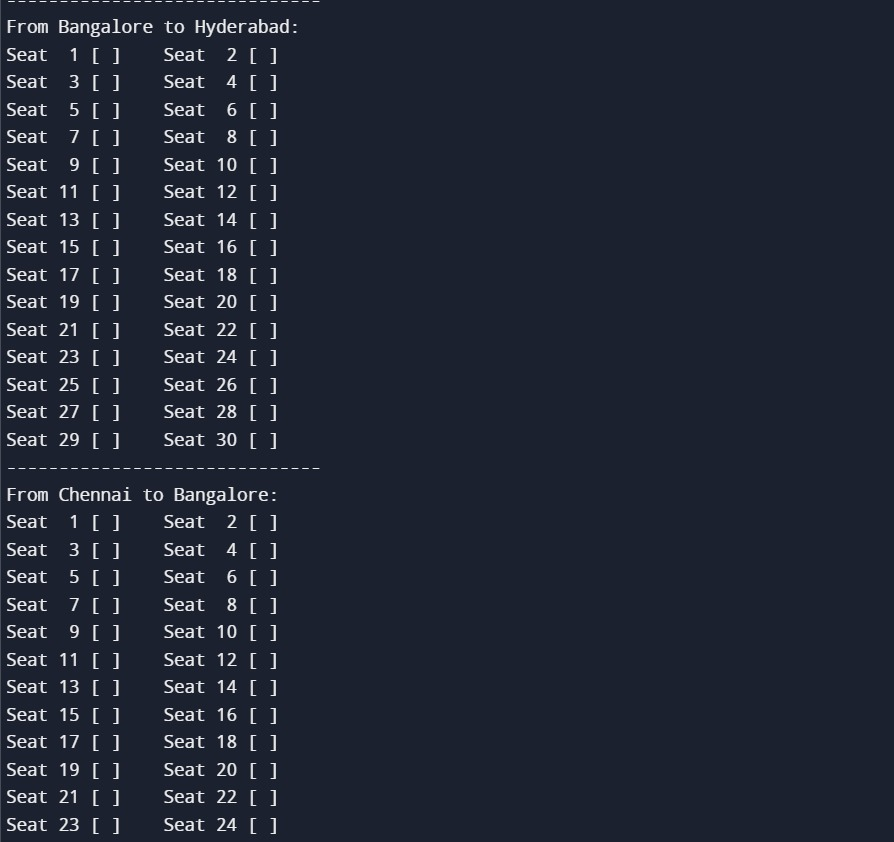 ------------------------------
From Bangalore to Hyderabad:
Seat  1 [ ]    Seat  2 [ ]
Seat  3 [ ]    Seat  4 [ ]
Seat  5 [ ]    Seat  6 [ ]
Seat  7 [ ]    Seat  8 [ ]
Seat  9 [ ]    Seat 10 [ ]
Seat 11 [ ]    Seat 12 [ ]
Seat 13 [ ]    Seat 14 [ ]
Seat 15 [ ]    Seat 16 [ ]
Seat 17 [ ]    Seat 18 [ ]
Seat 19 [ ]    Seat 20 [ ]
Seat 21 [ ]    Seat 22 [ ]
Seat 23 [ ]    Seat 24 [ ]
Seat 25 [ ]    Seat 26 [ ]
Seat 27 [ ]    Seat 28 [ ]
Seat 29 [ ]    Seat 30 [ ]
------------------------------
From Chennai to Bangalore:
Seat  1 [ ]    Seat  2 [ ]
Seat  3 [ ]    Seat  4 [ ]
Seat  5 [ ]    Seat  6 [ ]
Seat  7 [ ]    Seat  8 [ ]
Seat  9 [ ]    Seat 10 [ ]
Seat 11 [ ]    Seat 12 [ ]
Seat 13 [ ]    Seat 14 [ ]
Seat 15 [ ]    Seat 16 [ ]
Seat 17 [ ]    Seat 18 [ ]
Seat 19 [ ]    Seat 20 [ ]
Seat 21 [ ]    Seat 22 [ ]
Seat 23 [ ]    Seat 24 [ ]